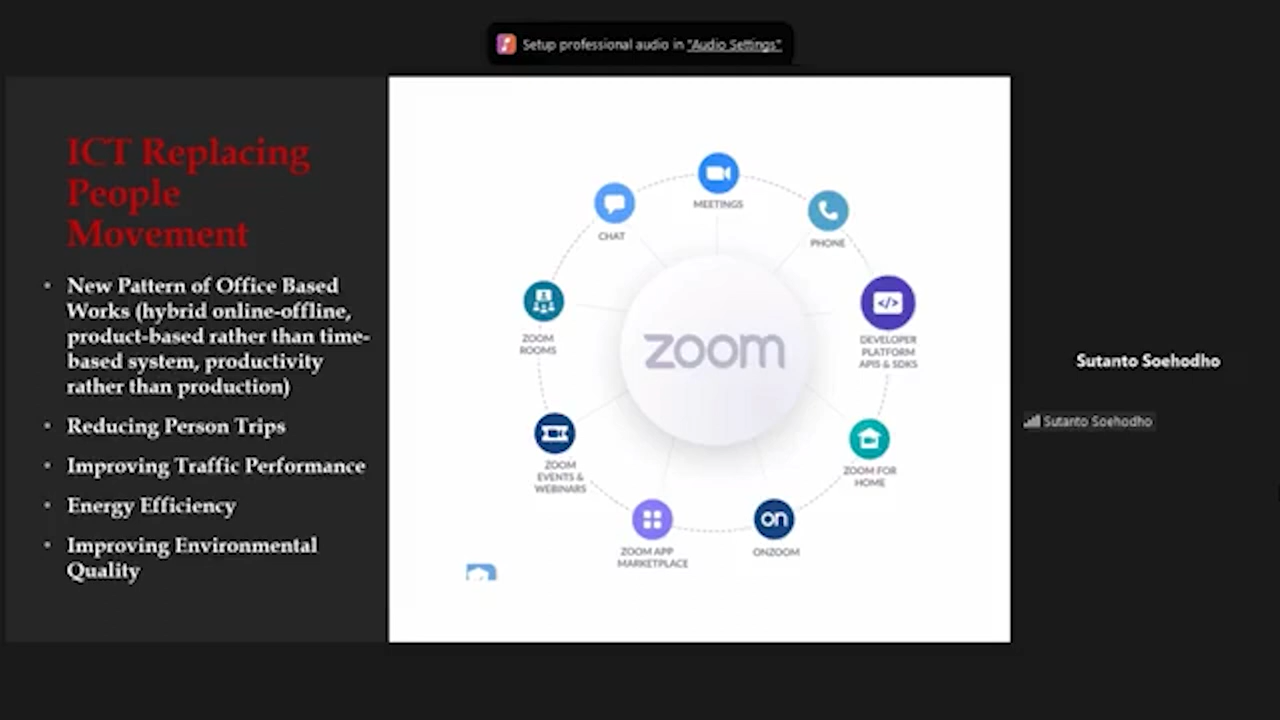 Setup professional audio in "Audio Settings"
ICT Replacing
People
Movement
• New Pattern of Office Based
Works (hybrid online-offline,
product-based rather than time-
based system, productivity
rather than production)
• Reducing Person Trips
• Improving Traffic Performance
• Energy Efficiency
• Improving Environmental
Quality
MEETINGS
CHAT
PHONE
ZOOM
ROOMS
</>
DEVELOPER
PLATFORM
APIS & SDKS
zoom
ZOOM
EVENTS &
WEBINARS
ZOOM FOR
HOME
on
ZOOM APP
MARKETPLACE
ONZOOM
Sutanto Soehodho
Sutanto Soehodho